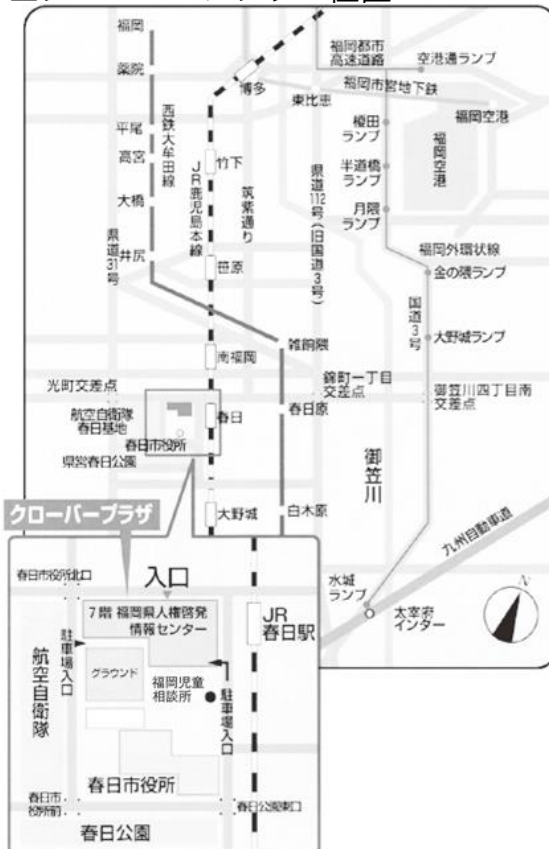 福岡
薬院
平尾
高宮
大橋
井尻
西鉄大牟田線
県道31号
JR鹿児島本線
博多
竹下
笹原
南福岡
春日
大野城
筑紫通り
福岡都市
高速道路
空港通ランプ
福岡市営地下鉄
東比恵
福岡空港
福岡空港
榎田
ランプ
半道橋
ランプ
月隈
ランプ
県道112号(旧国道3号)
福岡外環状線
金の隈ランプ
国道3号
大野城ランプ
雑餉隈
錦町一丁目
交差点
御笠川四丁目南
交差点
春日原
白木原
御笠川
光町交差点
航空自衛隊
春日基地
春日市役所
県営春日公園
九州自動車道
水城
ランプ
太宰府
インター
N
クローバープラザ
春日市役所北口
入口
7階 福岡県人権啓発
情報センター
JR
春日駅
駐車場入口
航空自衛隊
グラウンド
福岡児童
相談所
駐車場入口
春日市役所
春日市
役所前
春日公園東口
春日公園